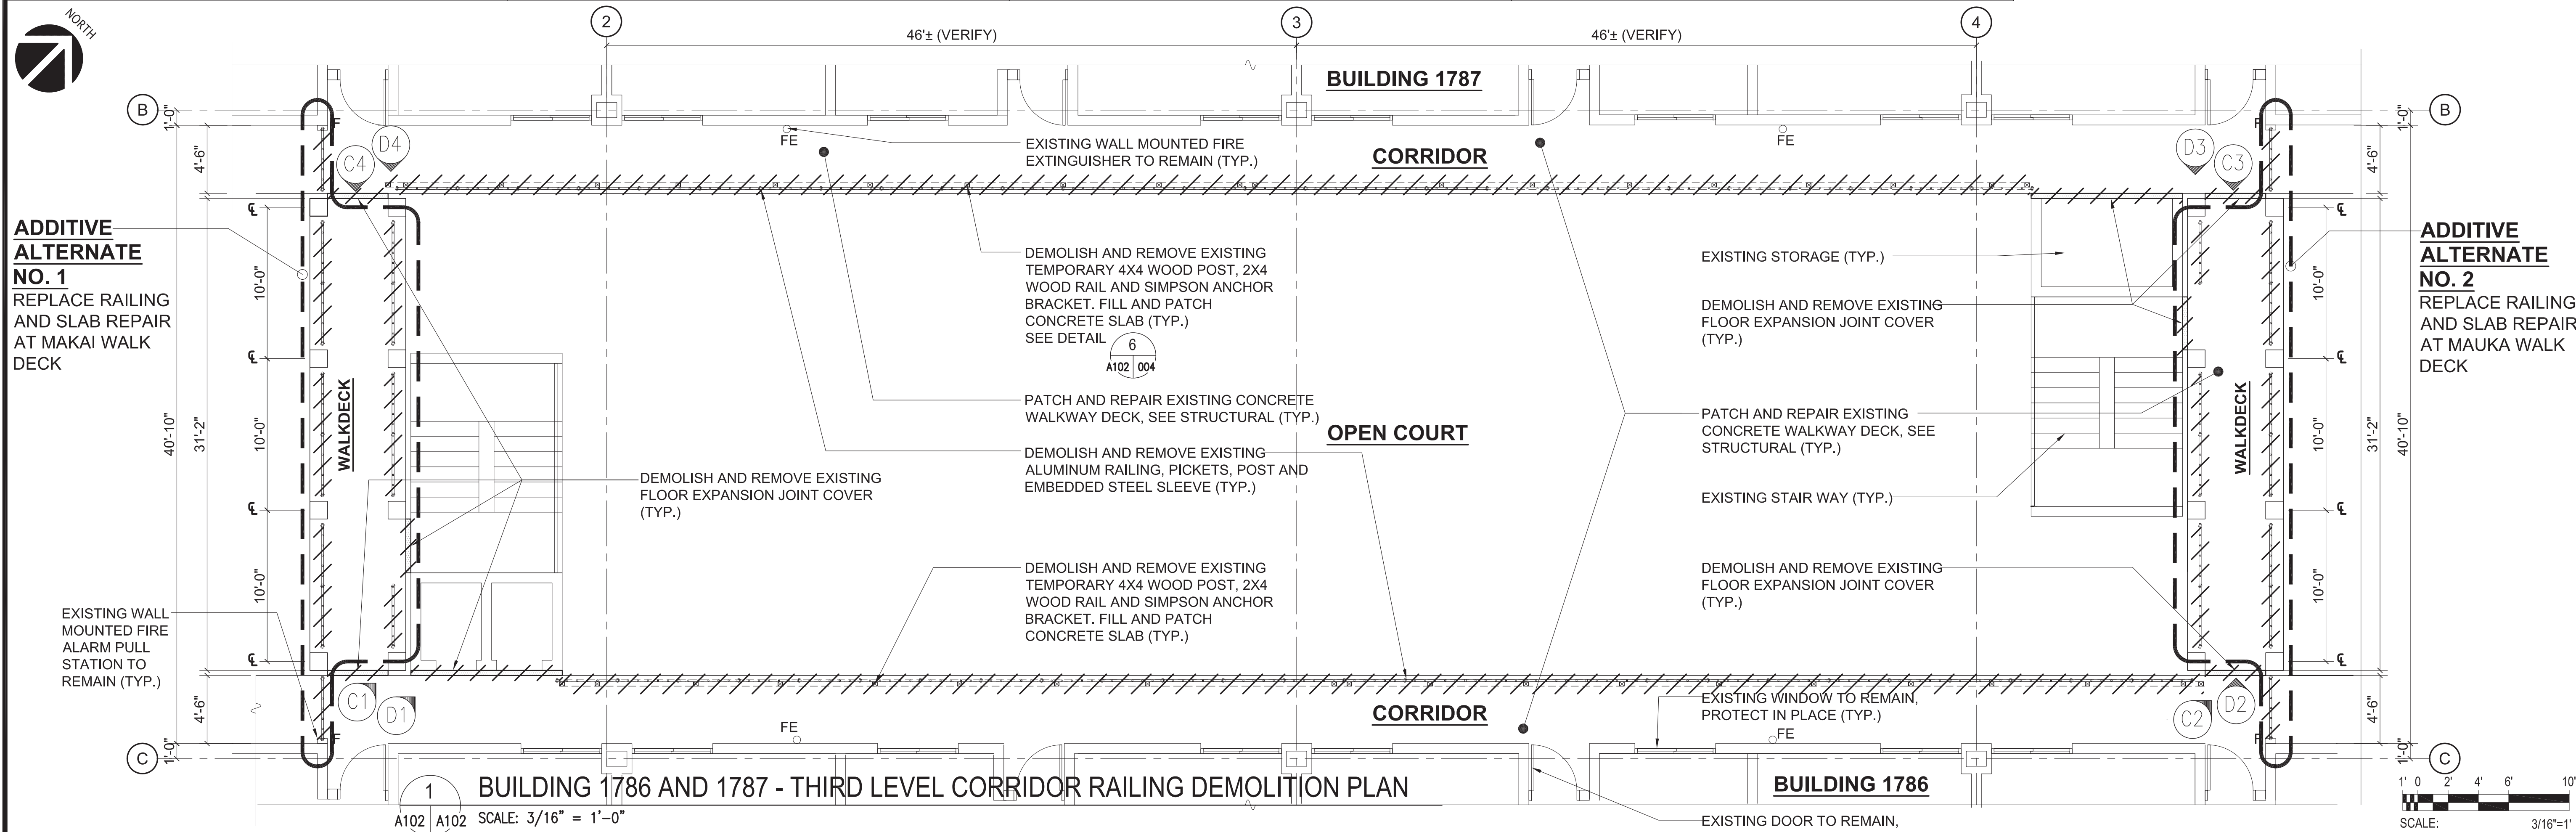 NORTH
2
3
4
46'± (VERIFY)
46'± (VERIFY)
BUILDING 1787
B
B
1'-0"
1'-0"
F
F
D4
C4
D3
C3
FE
FE
EXISTING WALL MOUNTED FIRE
EXTINGUISHER TO REMAIN (TYP.)
CORRIDOR
4'-6"
4'-6"
ADDITIVE
ALTERNATE
NO. 1
REPLACE RAILING
AND SLAB REPAIR
AT MAKAI WALK
DECK
ADDITIVE
ALTERNATE
NO. 2
REPLACE RAILING
AND SLAB REPAIR
AT MAUKA WALK
DECK
℄
℄
℄
℄
10'-0"
10'-0"
10'-0"
31'-2"
40'-10"
WALKDECK
DEMOLISH AND REMOVE EXISTING
TEMPORARY 4X4 WOOD POST, 2X4
WOOD RAIL AND SIMPSON ANCHOR
BRACKET. FILL AND PATCH
CONCRETE SLAB (TYP.)
SEE DETAIL
6
A102 004
PATCH AND REPAIR EXISTING CONCRETE
WALKWAY DECK, SEE STRUCTURAL (TYP.)
OPEN COURT
DEMOLISH AND REMOVE EXISTING
ALUMINUM RAILING, PICKETS, POST AND
EMBEDDED STEEL SLEEVE (TYP.)
DEMOLISH AND REMOVE EXISTING
FLOOR EXPANSION JOINT COVER
(TYP.)
DEMOLISH AND REMOVE EXISTING
TEMPORARY 4X4 WOOD POST, 2X4
WOOD RAIL AND SIMPSON ANCHOR
BRACKET. FILL AND PATCH
CONCRETE SLAB (TYP.)
EXISTING STORAGE (TYP.)
DEMOLISH AND REMOVE EXISTING
FLOOR EXPANSION JOINT COVER
(TYP.)
PATCH AND REPAIR EXISTING
CONCRETE WALKWAY DECK, SEE
STRUCTURAL (TYP.)
EXISTING STAIR WAY (TYP.)
DEMOLISH AND REMOVE EXISTING
FLOOR EXPANSION JOINT COVER
(TYP.)
WALKDECK
℄
℄
℄
℄
10'-0"
10'-0"
10'-0"
31'-2"
40'-10"
EXISTING WALL
MOUNTED FIRE
ALARM PULL
STATION TO
REMAIN (TYP.)
4'-6"
4'-6"
C1
D1
C2
D2
FE
FE
F
F
CORRIDOR
EXISTING WINDOW TO REMAIN,
PROTECT IN PLACE (TYP.)
C
C
1'-0"
1'-0"
1
A102 A102
BUILDING 1786 AND 1787 - THIRD LEVEL CORRIDOR RAILING DEMOLITION PLAN
SCALE: 3/16" = 1'-0"
BUILDING 1786
EXISTING DOOR TO REMAIN,
1' 0 2' 4' 6' 10'
SCALE: 3/16"=1'